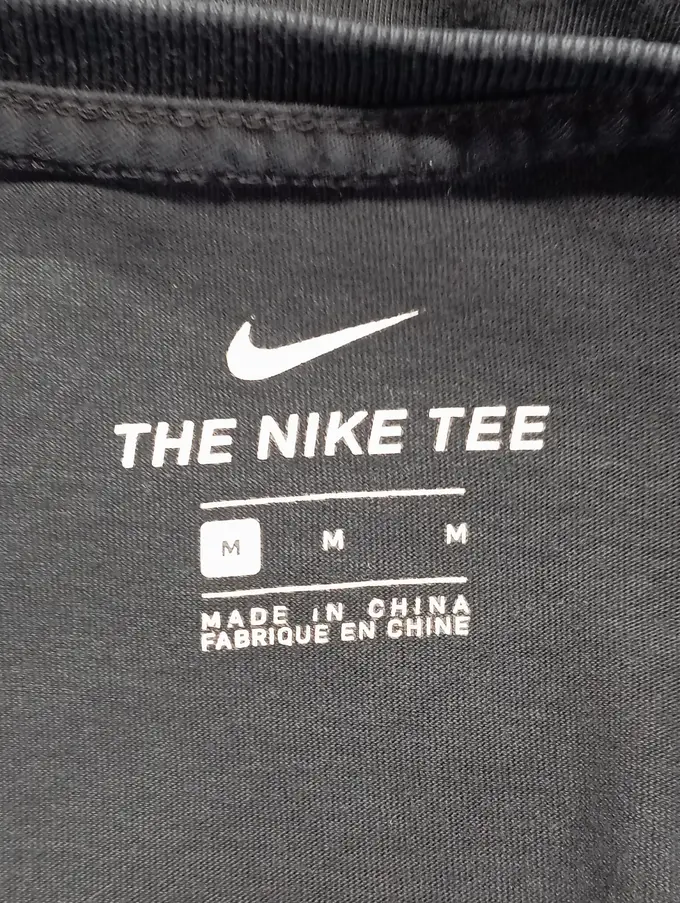 THE NIKE TEE
M M M
MADE IN CHINA
FABRIQUE EN CHINE